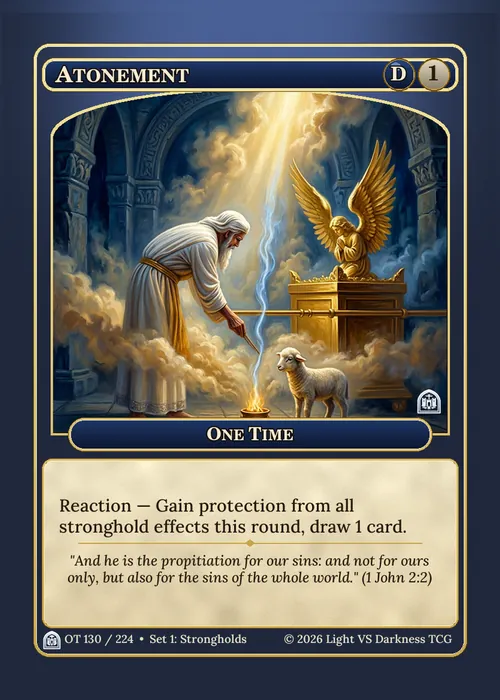 ATONEMENT D 1
ONE TIME
Reaction — Gain protection from all
stronghold effects this round, draw 1 card.
"And he is the propitiation for our sins: and not for ours
only, but also for the sins of the whole world." (1 John 2:2)
OT 130 / 224 • Set 1: Strongholds © 2026 Light VS Darkness TCG